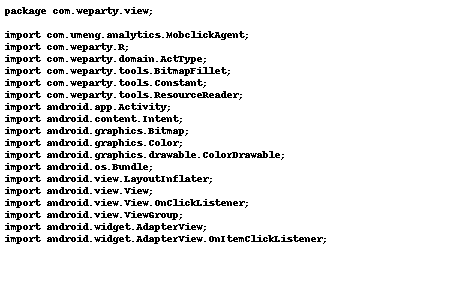 package com.weparty.view;

import com.umeng.analytics.MobclickAgent;
import com.weparty.R;
import com.weparty.domain.ActType;
import com.weparty.tools.BitmapFillet;
import com.weparty.tools.Constant;
import com.weparty.tools.ResourceReader;
import android.app.Activity;
import android.content.Intent;
import android.graphics.Bitmap;
import android.graphics.Color;
import android.graphics.drawable.ColorDrawable;
import android.os.Bundle;
import android.view.LayoutInflater;
import android.view.View;
import android.view.View.OnClickListener;
import android.view.ViewGroup;
import android.widget.AdapterView;
import android.widget.AdapterView.OnItemClickListener;